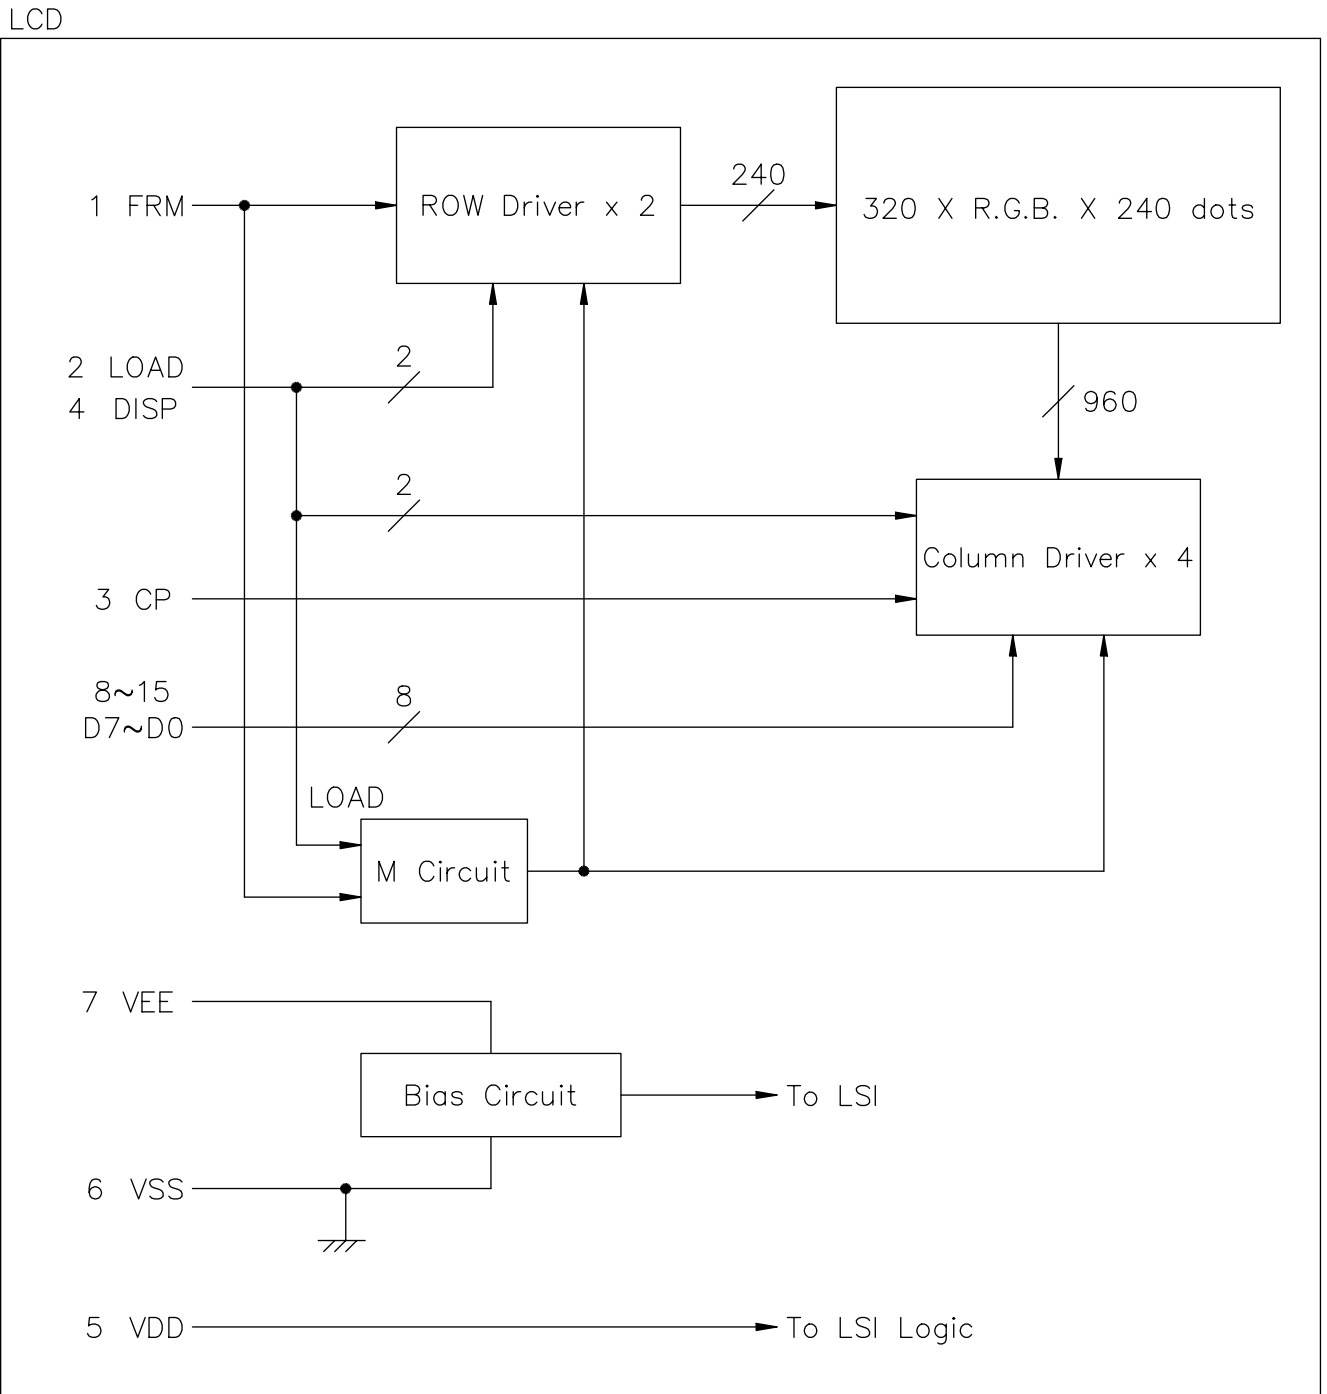 LCD
240
1 FRM
ROW Driver x 2
320 X R.G.B. X 240 dots
2 LOAD
2
4 DISP
960
2
Column Driver x 4
3 CP
8~15
8
D7~D0
LOAD
M Circuit
7 VEE
Bias Circuit
To LSI
6 VSS
5 VDD
To LSI Logic